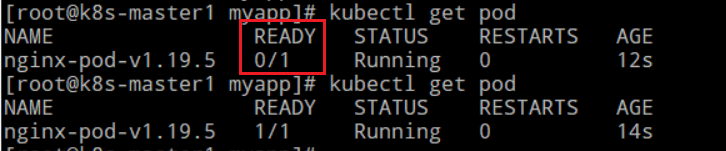 [root@k8s-master1 myapp]# kubectl get pod
NAME READY STATUS RESTARTS AGE
nginx-pod-v1.19.5 0/1 Running 0 12s
[root@k8s-master1 myapp]# kubectl get pod
NAME READY STATUS RESTARTS AGE
nginx-pod-v1.19.5 1/1 Running 0 14s